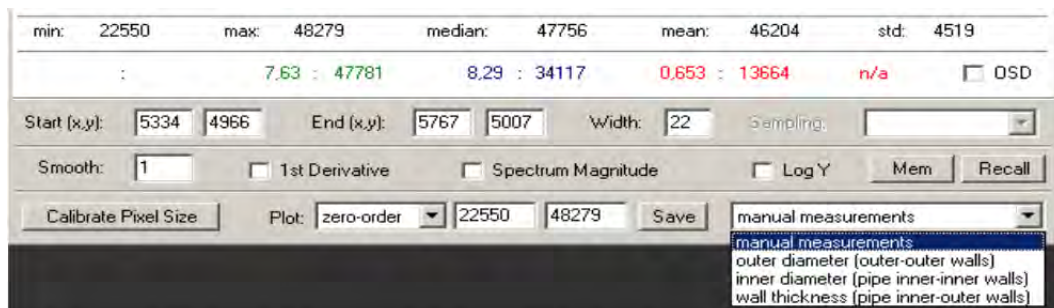 min: 22550 max: 48279 median: 47756 mean: 46204 std: 4519
: 7,63 : 47781 8,29 : 34117 0,653 : 13664 n/a OSD
Start (x,y): 5334 4966 End (x,y): 5767 5007 Width: 22 Sampling:
Smooth: 1 1st Derivative Spectrum Magnitude Log Y Mem Recall
Calibrate Pixel Size Plot: zero-order 22550 48279 Save manual measurements
manual measurements
outer diameter (outer-outer walls)
inner diameter (pipe inner-inner walls)
wall thickness (pipe inner-outer walls)